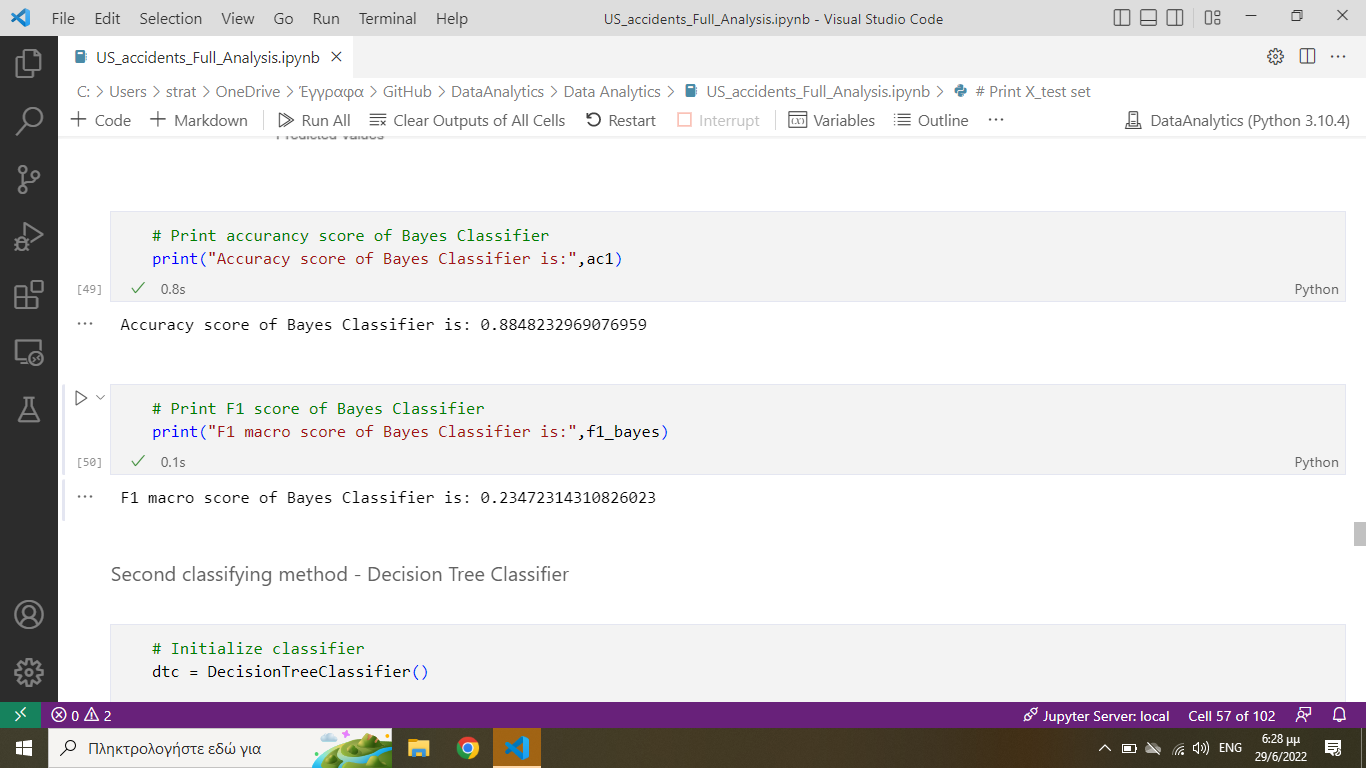 File Edit Selection View Go Run Terminal Help US_accidents_Full_Analysis.ipynb - Visual Studio Code
US_accidents_Full_Analysis.ipynb
C: > Users > strat > OneDrive > Έγγραφα > GitHub > DataAnalytics > Data Analytics > US_accidents_Full_Analysis.ipynb > # Print X_test set
+ Code + Markdown Run All Clear Outputs of All Cells Restart Interrupt Variables Outline ... DataAnalytics (Python 3.10.4)
Predicted Values
# Print accurancy score of Bayes Classifier
print("Accuracy score of Bayes Classifier is:",ac1)
[49] ✓ 0.8s Python
... Accuracy score of Bayes Classifier is: 0.8848232969076959
# Print F1 score of Bayes Classifier
print("F1 macro score of Bayes Classifier is:",f1_bayes)
[50] ✓ 0.1s Python
... F1 macro score of Bayes Classifier is: 0.23472314310826023
Second classifying method - Decision Tree Classifier
# Initialize classifier
dtc = DecisionTreeClassifier()
0 2 Jupyter Server: local Cell 57 of 102
Πληκτρολογήστε εδώ για ENG 6:28 μμ
29/6/2022